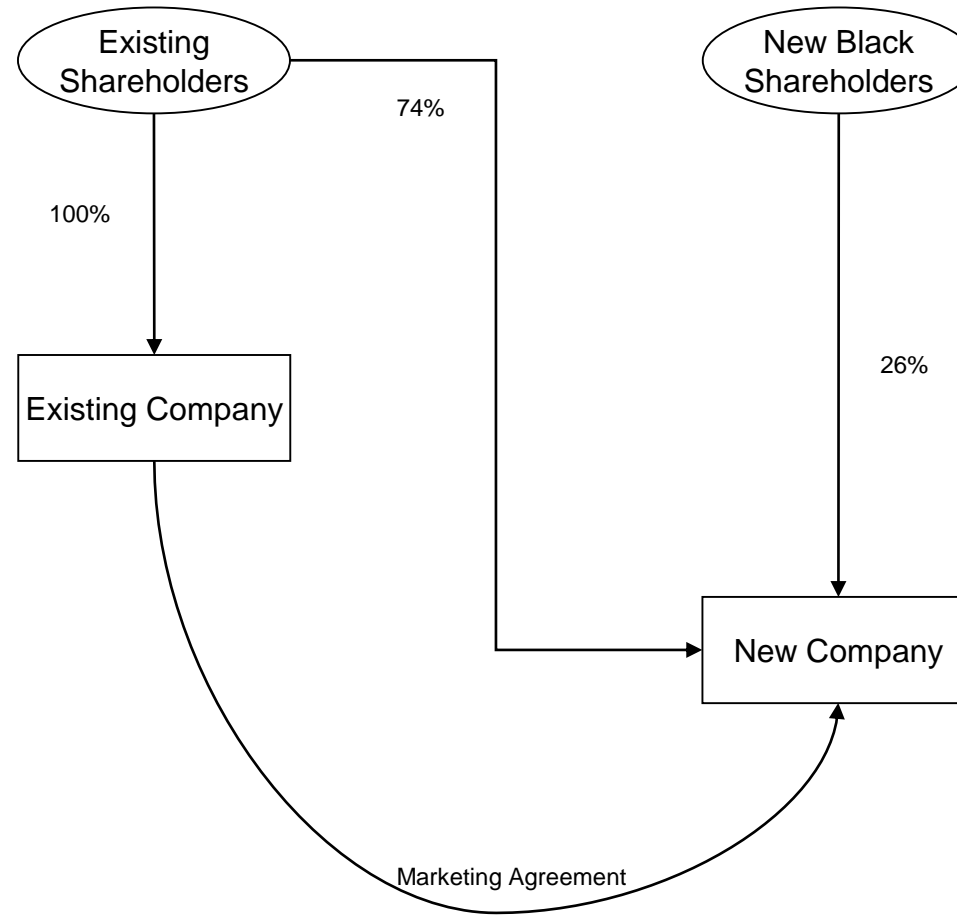 Existing
Shareholders
New Black
Shareholders
74%
100%
26%
Existing Company
New Company
Marketing Agreement